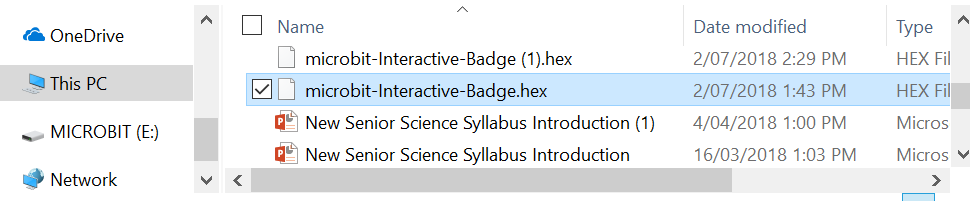 OneDrive
This PC
MICROBIT (E:)
Network
Name Date modified Type
microbit-Interactive-Badge (1).hex 2/07/2018 2:29 PM HEX Fil
microbit-Interactive-Badge.hex 2/07/2018 1:43 PM HEX Fil
New Senior Science Syllabus Introduction (1) 4/04/2018 1:00 PM Micros
New Senior Science Syllabus Introduction 16/03/2018 1:03 PM Micros